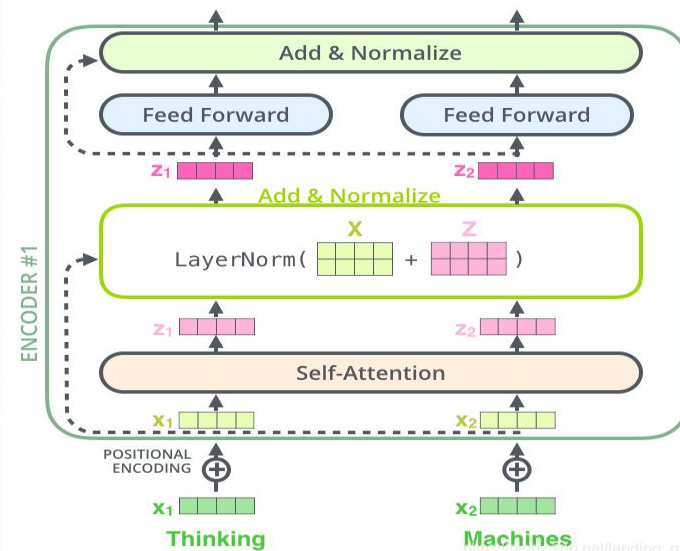 Add & Normalize
Feed Forward Feed Forward
z1 z2
Add & Normalize
X Z
LayerNorm( + )
ENCODER #1
z1 z2
Self-Attention
x1 x2
POSITIONAL
ENCODING
x1 x2
Thinking Machines